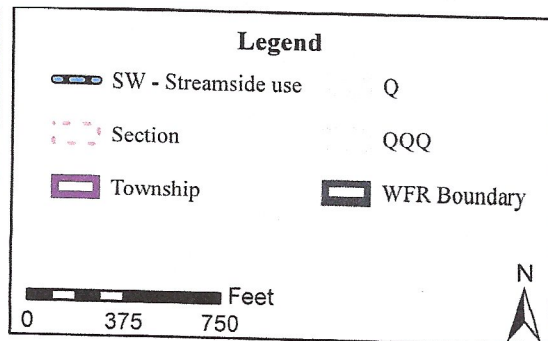 Legend
SW - Streamside use
Q
Section
QQQ
Township
WFR Boundary
Feet
0 375 750
N